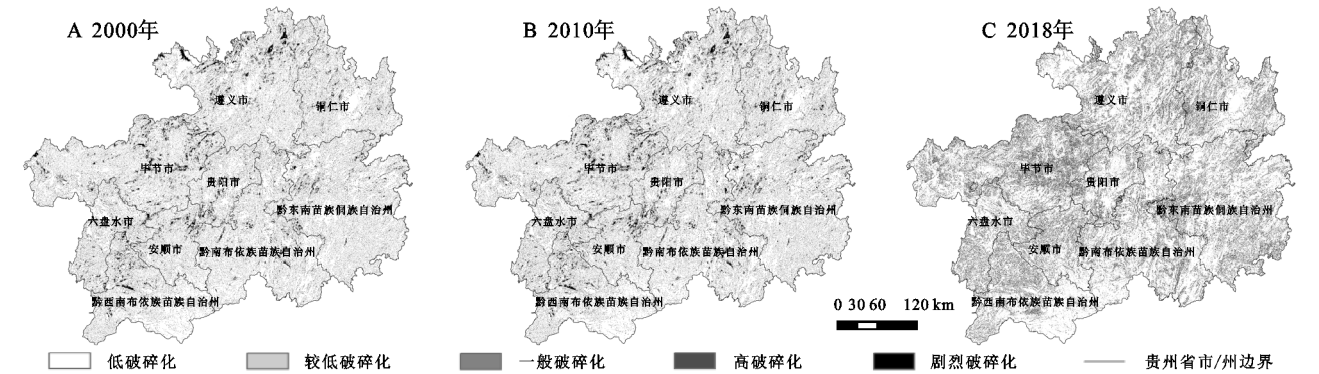 A 2000年
遵义市
铜仁市
毕节市
贵阳市
黔东南苗族侗族自治州
六盘水市
安顺市
黔南布依族苗族自治州
黔西南布依族苗族自治州
B 2010年
遵义市
铜仁市
毕节市
贵阳市
黔东南苗族侗族自治州
六盘水市
安顺市
黔南布依族苗族自治州
黔西南布依族苗族自治州
C 2018年
遵义市
铜仁市
毕节市
贵阳市
黔东南苗族侗族自治州
六盘水市
安顺市
黔南布依族苗族自治州
黔西南布依族苗族自治州
0 30 60 120 km
低破碎化
较低破碎化
一般破碎化
高破碎化
剧烈破碎化
贵州省市/州边界